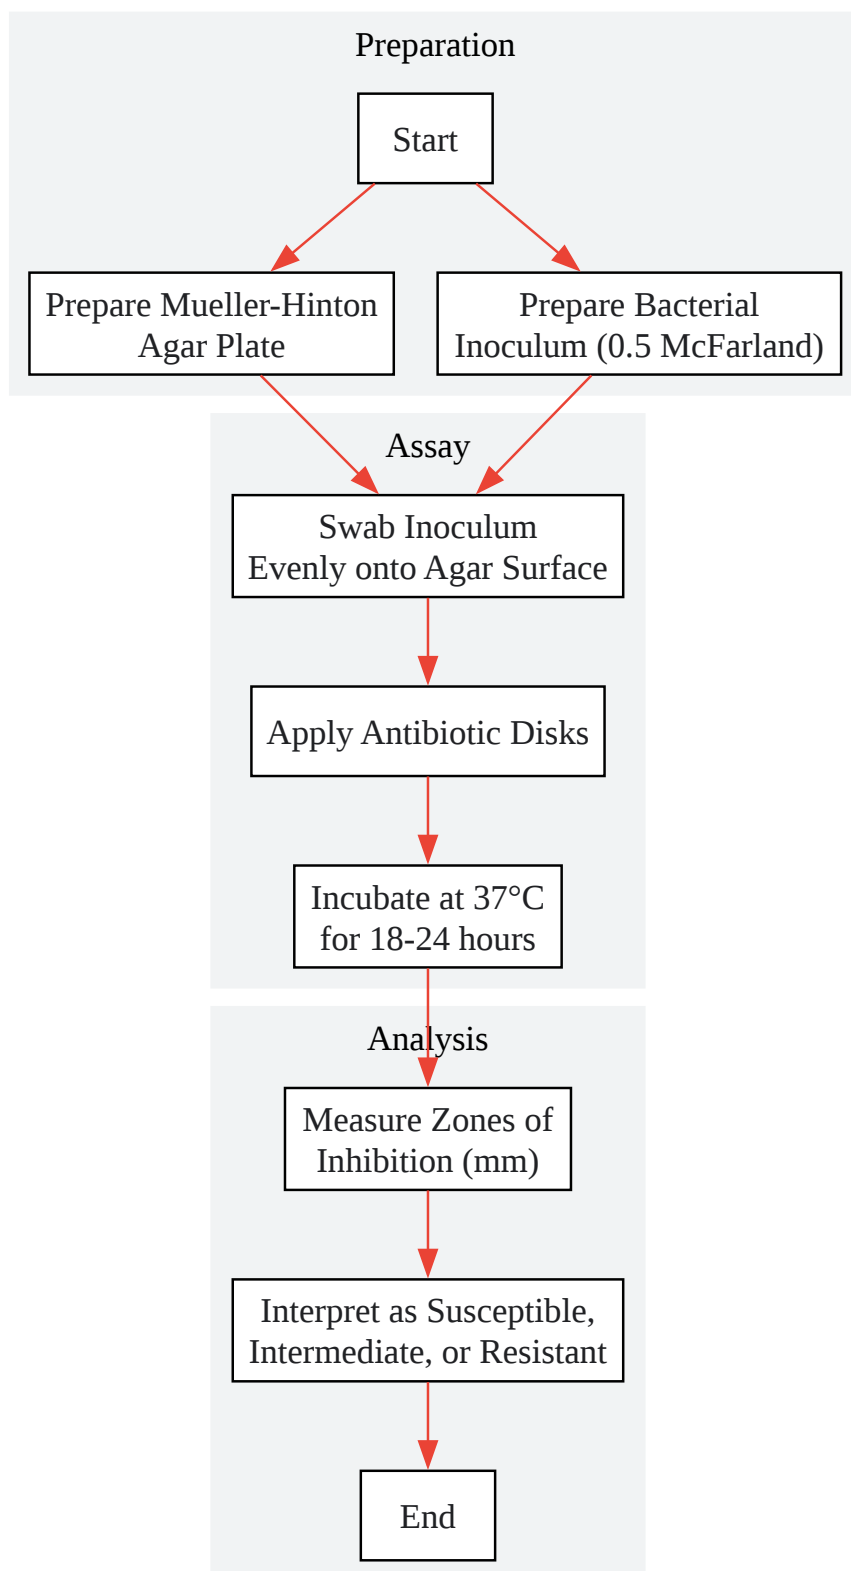 Preparation
Start
Prepare Mueller-Hinton
Agar Plate
Prepare Bacterial
Inoculum (0.5 McFarland)
Assay
Swab Inoculum
Evenly onto Agar Surface
Apply Antibiotic Disks
Incubate at 37°C
for 18-24 hours
Analysis
Measure Zones of
Inhibition (mm)
Interpret as Susceptible,
Intermediate, or Resistant
End